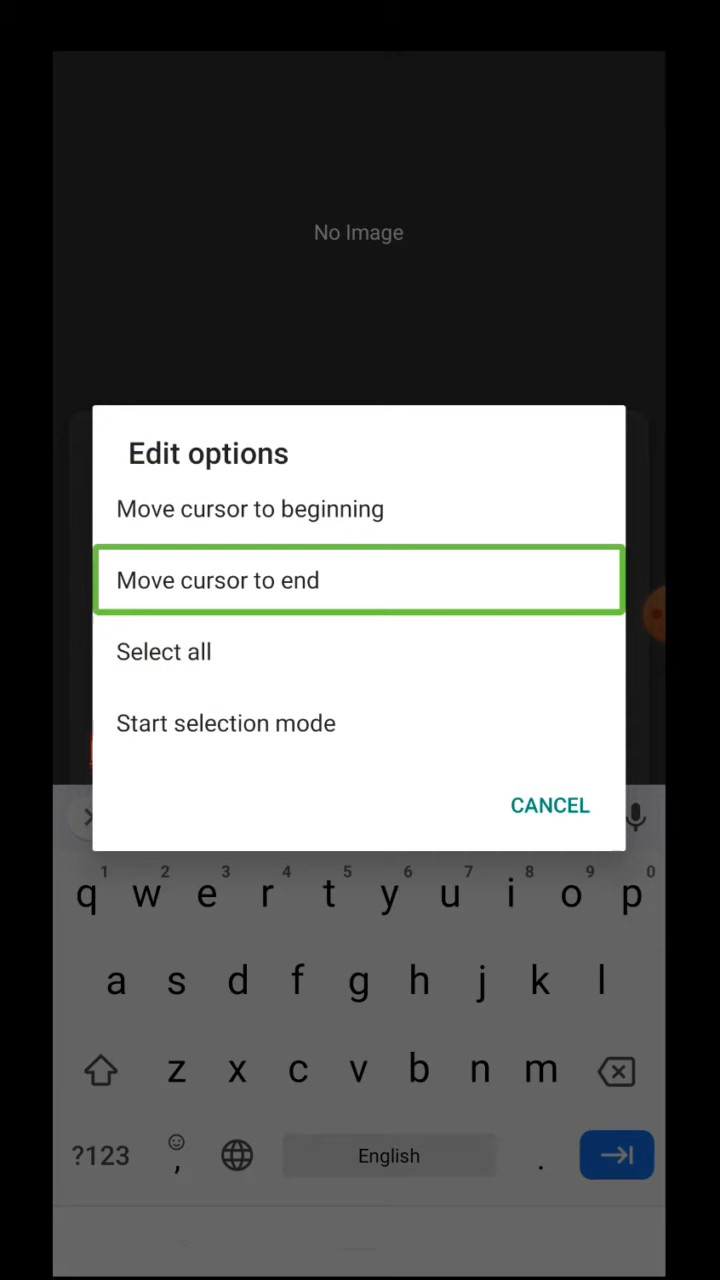 No Image
Edit options
Move cursor to beginning
Move cursor to end
Select all
Start selection mode
CANCEL
1 2 3 4 5 6 7 8 9 0
q w e r t y u i o p
a s d f g h j k l
z x c v b n m
?123 , English .